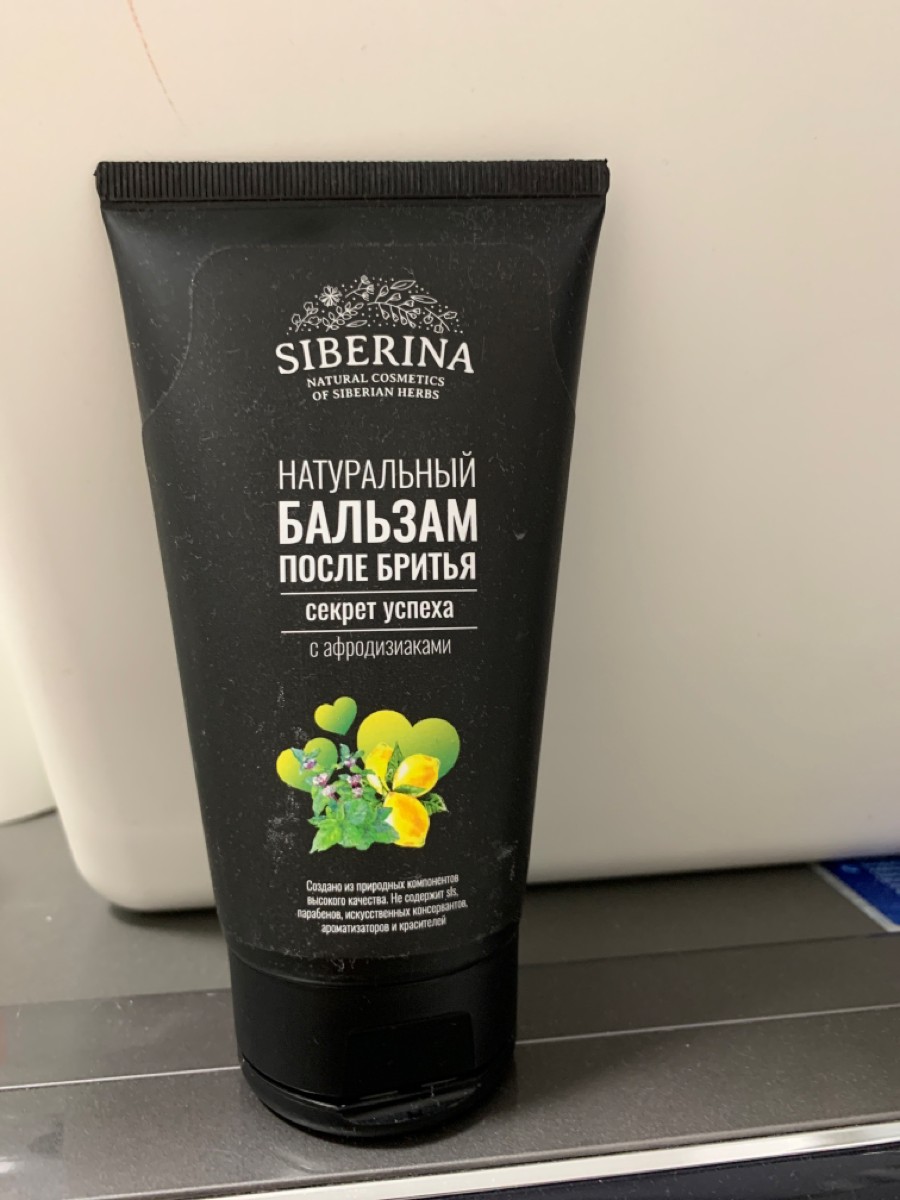 SIBERINA
NATURAL COSMETICS
OF SIBERIAN HERBS
НАТУРАЛЬНЫЙ
БАЛЬЗАМ
ПОСЛЕ БРИТЬЯ
секрет успеха
с афродизиаками
Создано из природных компонентов
высокого качества. Не содержит sls,
парабенов, искусственных консервантов,
ароматизаторов и красителей